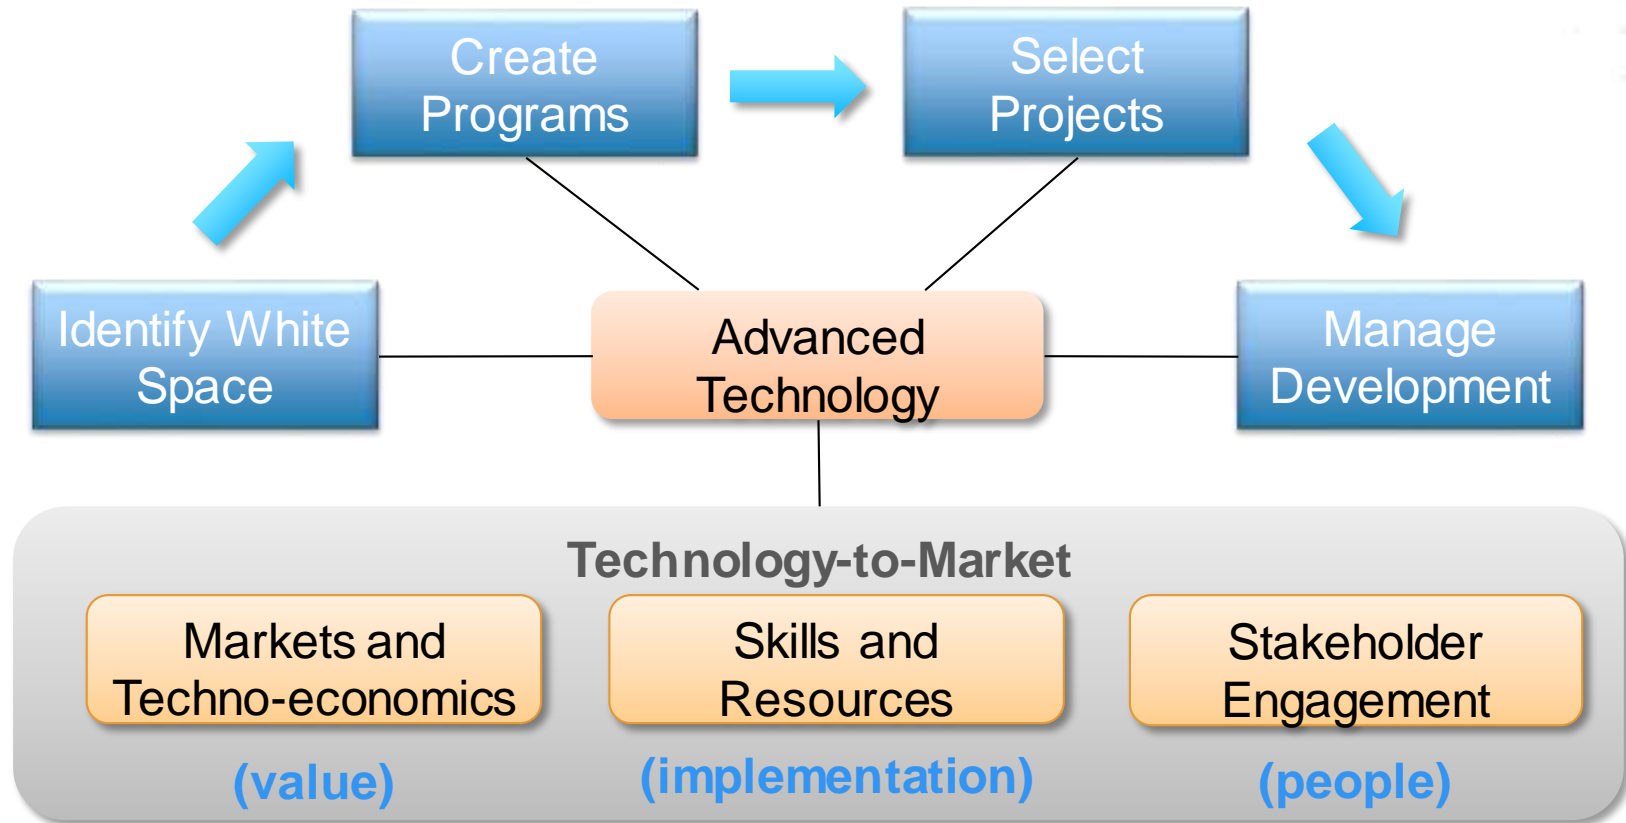 Create
Programs
Select
Projects
Identify White
Space
Advanced
Technology
Manage
Development
Technology-to-Market
Markets and
Techno-economics
(value)
Skills and
Resources
(implementation)
Stakeholder
Engagement
(people)